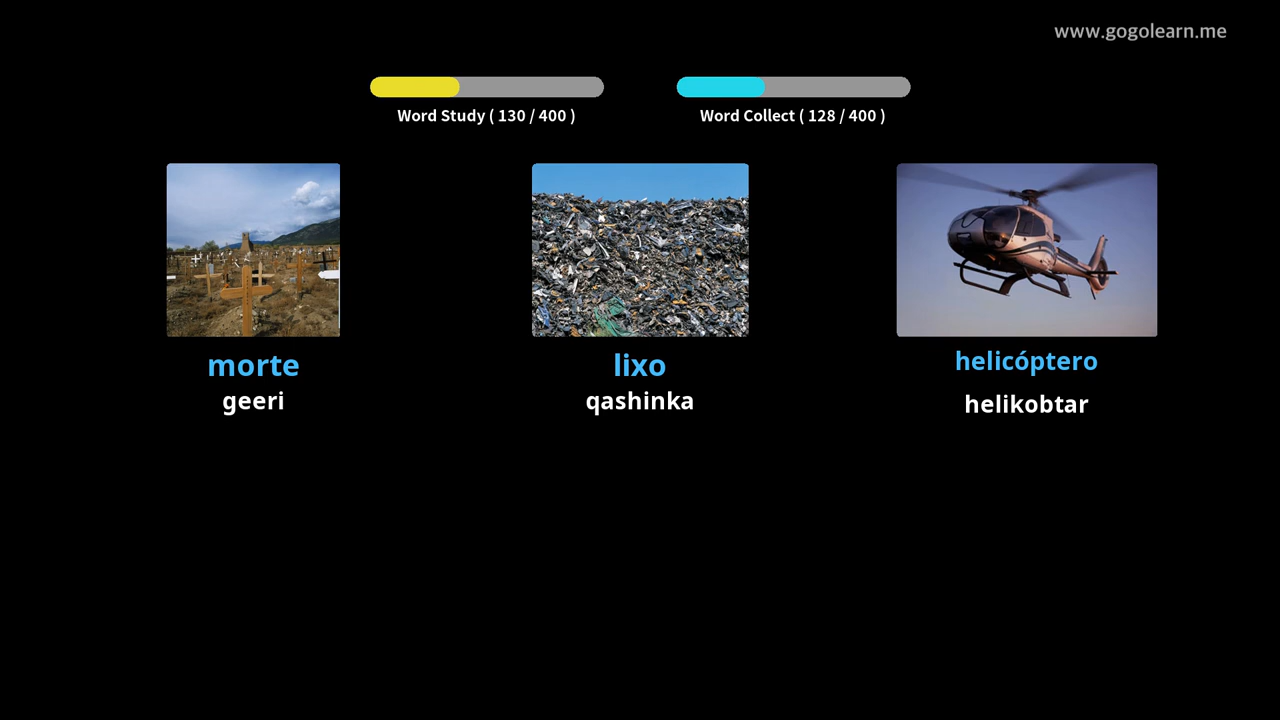 www.gogolearn.me
Word Study ( 130 / 400 )
Word Collect ( 128 / 400 )
morte
geeri
lixo
qashinka
helicóptero
helikobtar